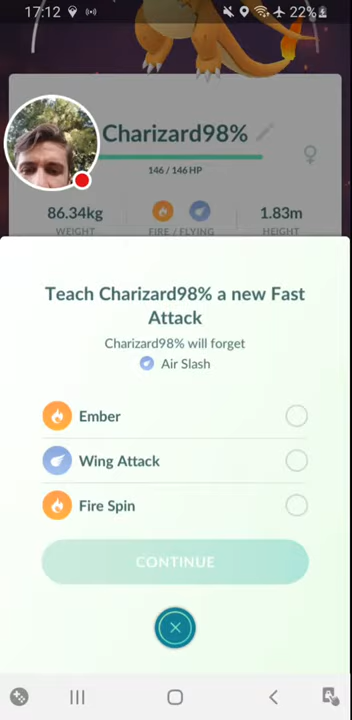 17:12 22%
Charizard98%
146 / 146 HP
86.34kg 1.83m
WEIGHT FIRE / FLYING HEIGHT
Teach Charizard98% a new Fast
Attack
Charizard98% will forget
Air Slash
Ember
Wing Attack
Fire Spin
CONTINUE